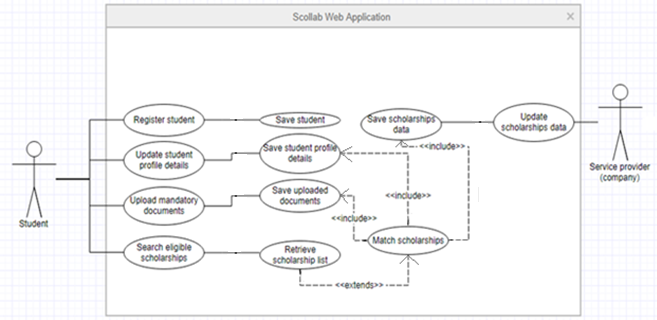 Scollab Web Application
Register student
Save student
Save scholarships
data
Update
scholarships data
Update student
profile details
Save student profile
details
<<include>>
Service provider
(company)
Upload mandatory
documents
Save uploaded
documents
<<include>>
<<include>>
Student
Search eligible
scholarships
Retrieve
scholarship list
Match scholarships
<<extends>>